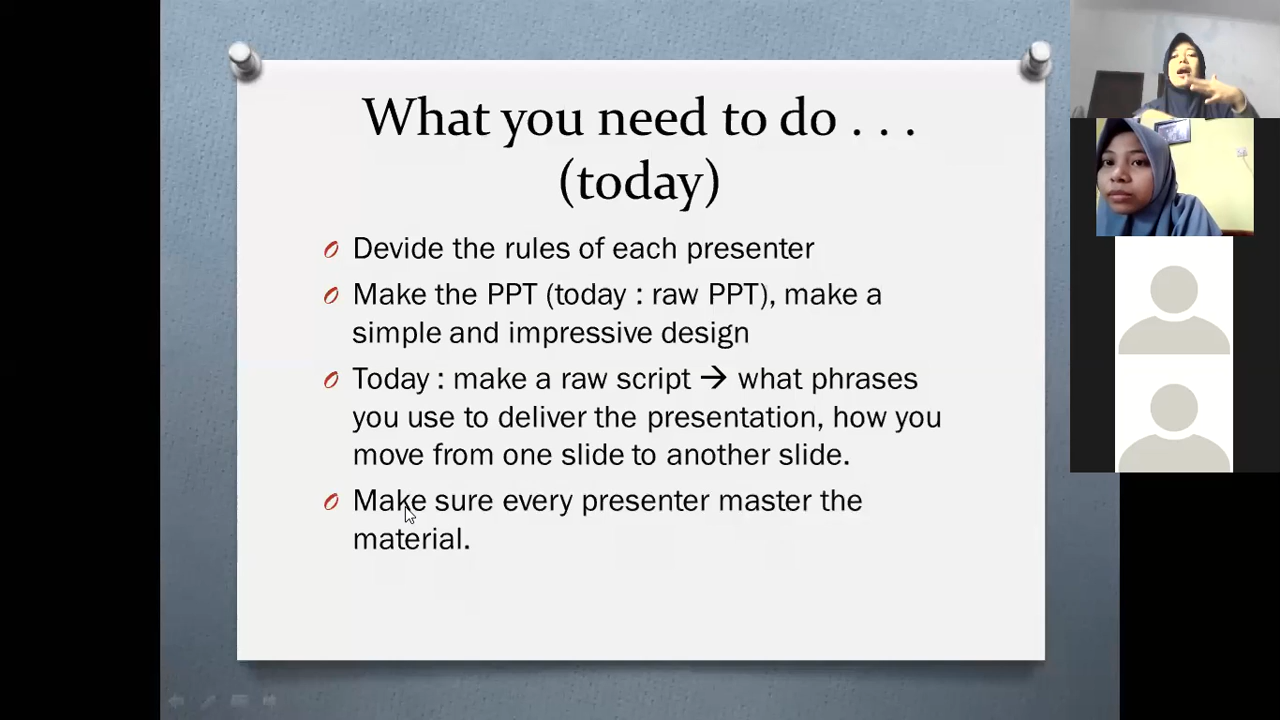 What you need to do . . .
(today)
Devide the rules of each presenter
Make the PPT (today : raw PPT), make a
simple and impressive design
Today : make a raw script → what phrases
you use to deliver the presentation, how you
move from one slide to another slide.
Make sure every presenter master the
material.